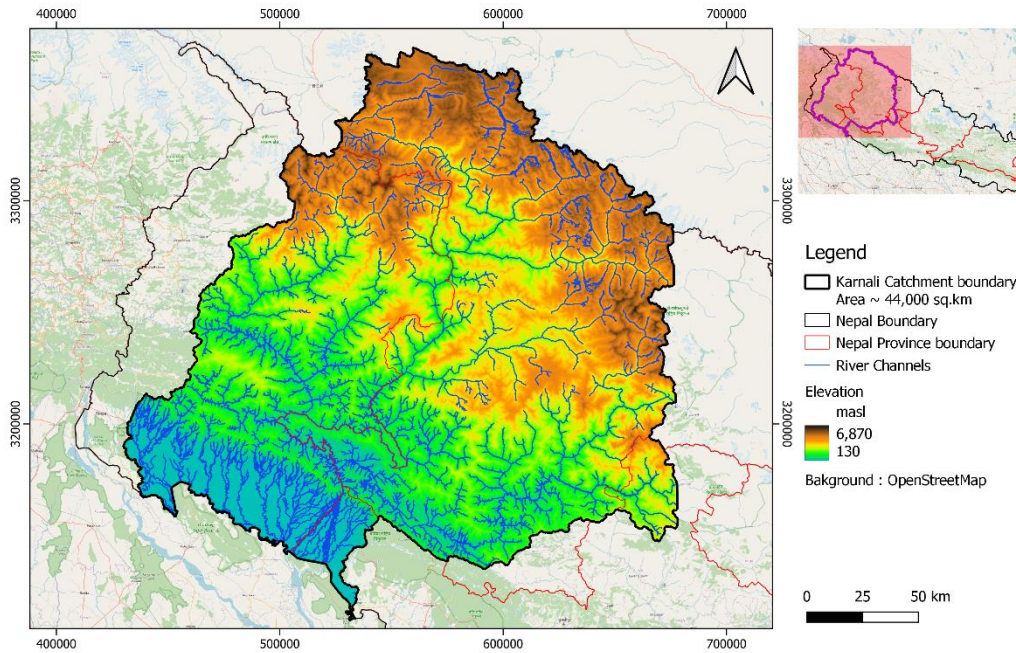 400000
500000
600000
700000
3300000
3300000
3200000
3200000
400000
500000
600000
700000
Legend
Karnali Catchment boundary
Area ~ 44,000 sq.km
Nepal Boundary
Nepal Province boundary
River Channels
Elevation
masl
6,870
130
Bakground : OpenStreetMap
0 25 50 km